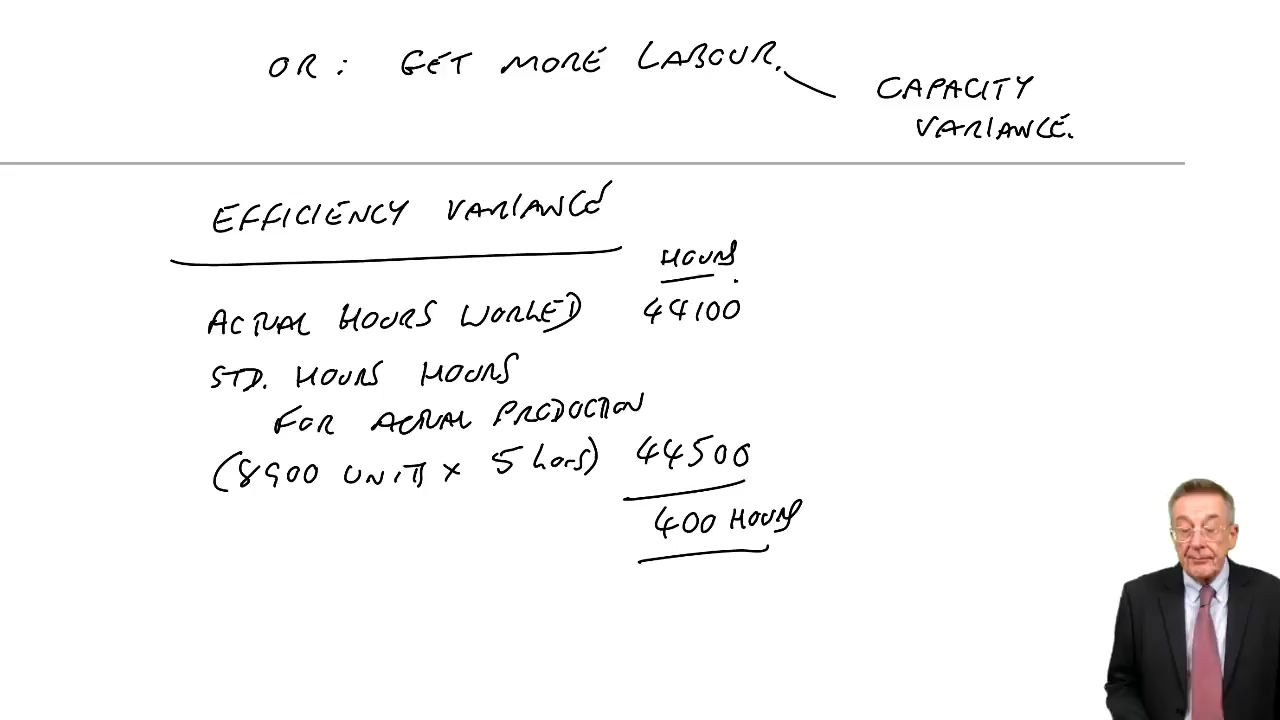 OR : GET MORE LABOUR.
CAPACITY
VARIANCE.
EFFICIENCY VARIANCE
HOURS
ACTUAL HOURS WORKED 44100
STD. HOURS HOURS
FOR ACTUAL PRODUCTION
(8900 UNITS × 5 hours) 44500
400 HOURS